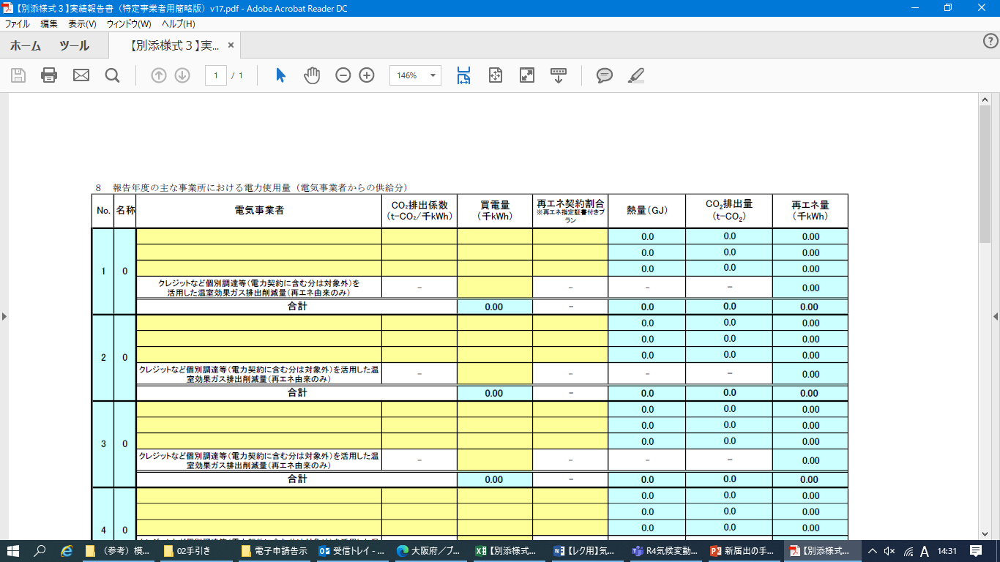 【別添様式３】実績報告書（特定事業者用簡略版）v17.pdf - Adobe Acrobat Reader DC
ファイル 編集 表示(V) ウィンドウ(W) ヘルプ(H)
ホーム ツール 【別添様式３】実... ×
1 / 1 146%
８　報告年度の主な事業所における電力使用量（電気事業者からの供給分）
No. 名称 電気事業者 CO₂排出係数 (t-CO₂/千kWh) 買電量 (千kWh) 再エネ契約割合 ※再エネ指定証書付きプラン 熱量(GJ) CO₂排出量 (t-CO₂) 再エネ量 (千kWh)
0.0 0.0 0.00
0.0 0.0 0.00
0.0 0.0 0.00
1 0
クレジットなど個別調達等(電力契約に含む分は対象外)を
活用した温室効果ガス排出削減量(再エネ由来のみ) － － － － 0.00
合計 0.00 － 0.0 0.0 0.00
0.0 0.0 0.00
0.0 0.0 0.00
0.0 0.0 0.00
2 0
クレジットなど個別調達等(電力契約に含む分は対象外)を活用した温
室効果ガス排出削減量(再エネ由来のみ) － － － － 0.00
合計 0.00 － 0.0 0.0 0.00
0.0 0.0 0.00
0.0 0.0 0.00
0.0 0.0 0.00
3 0
クレジットなど個別調達等(電力契約に含む分は対象外)を活用した温
室効果ガス排出削減量(再エネ由来のみ) － － － － 0.00
合計 0.00 － 0.0 0.0 0.00
0.0 0.0 0.00
0.0 0.0 0.00
0.0 0.0 0.00
4 0
（参考）模... 02手引き 電子申請告示 受信トレイ - ... 大阪府／プ... 【別添様式... 【レク用】気... R4気候変動... 新届出の手... 【別添様式... A 14:31